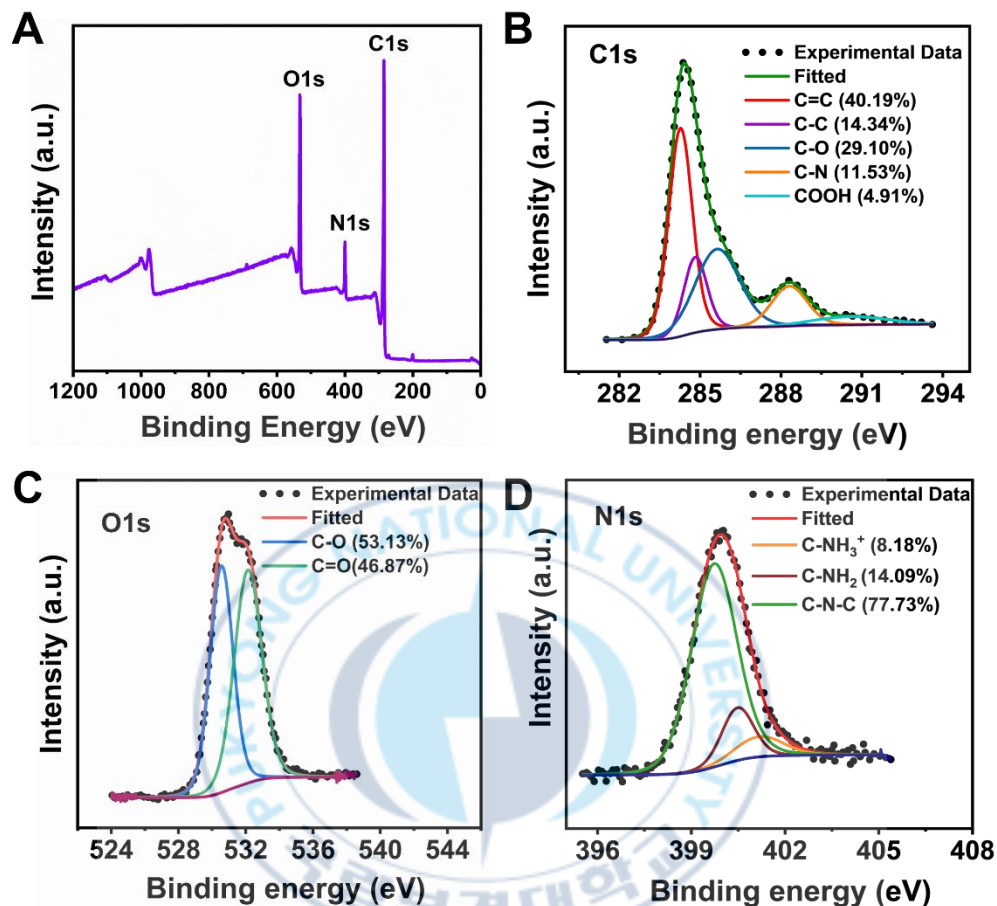 A
C1s
O1s
N1s
Intensity (a.u.)
1200 1000 800 600 400 200 0
Binding Energy (eV)
B
C1s
Experimental Data
Fitted
C=C (40.19%)
C-C (14.34%)
C-O (29.10%)
C-N (11.53%)
COOH (4.91%)
Intensity (a.u.)
282 285 288 291 294
Binding energy (eV)
C
O1s
Experimental Data
Fitted
C-O (53.13%)
C=O(46.87%)
Intensity (a.u.)
524 528 532 536 540 544
Binding energy (eV)
D
N1s
Experimental Data
Fitted
C-NH₃⁺ (8.18%)
C-NH₂ (14.09%)
C-N-C (77.73%)
Intensity (a.u.)
396 399 402 405 408
Binding energy (eV)
PUKYONG NATIONAL UNIVERSITY